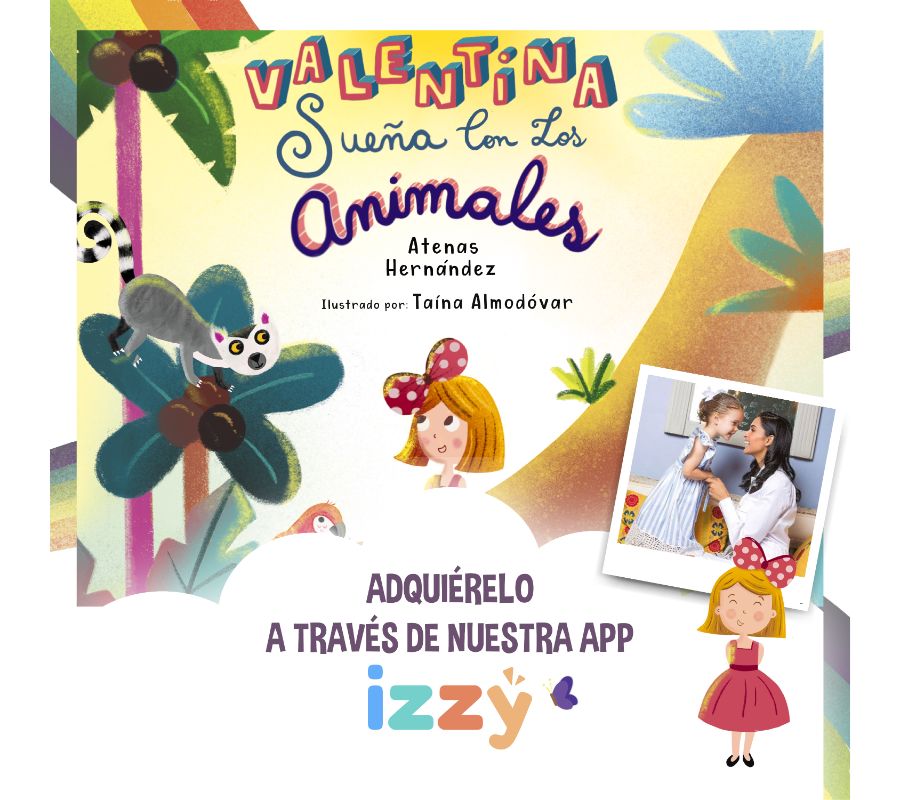 VALENTINA
Sueña Con Los
Animales
Atenas
Hernández
Ilustrado por: Taína Almodóvar
ADQUIÉRELO
A TRAVÉS DE NUESTRA APP
izzy